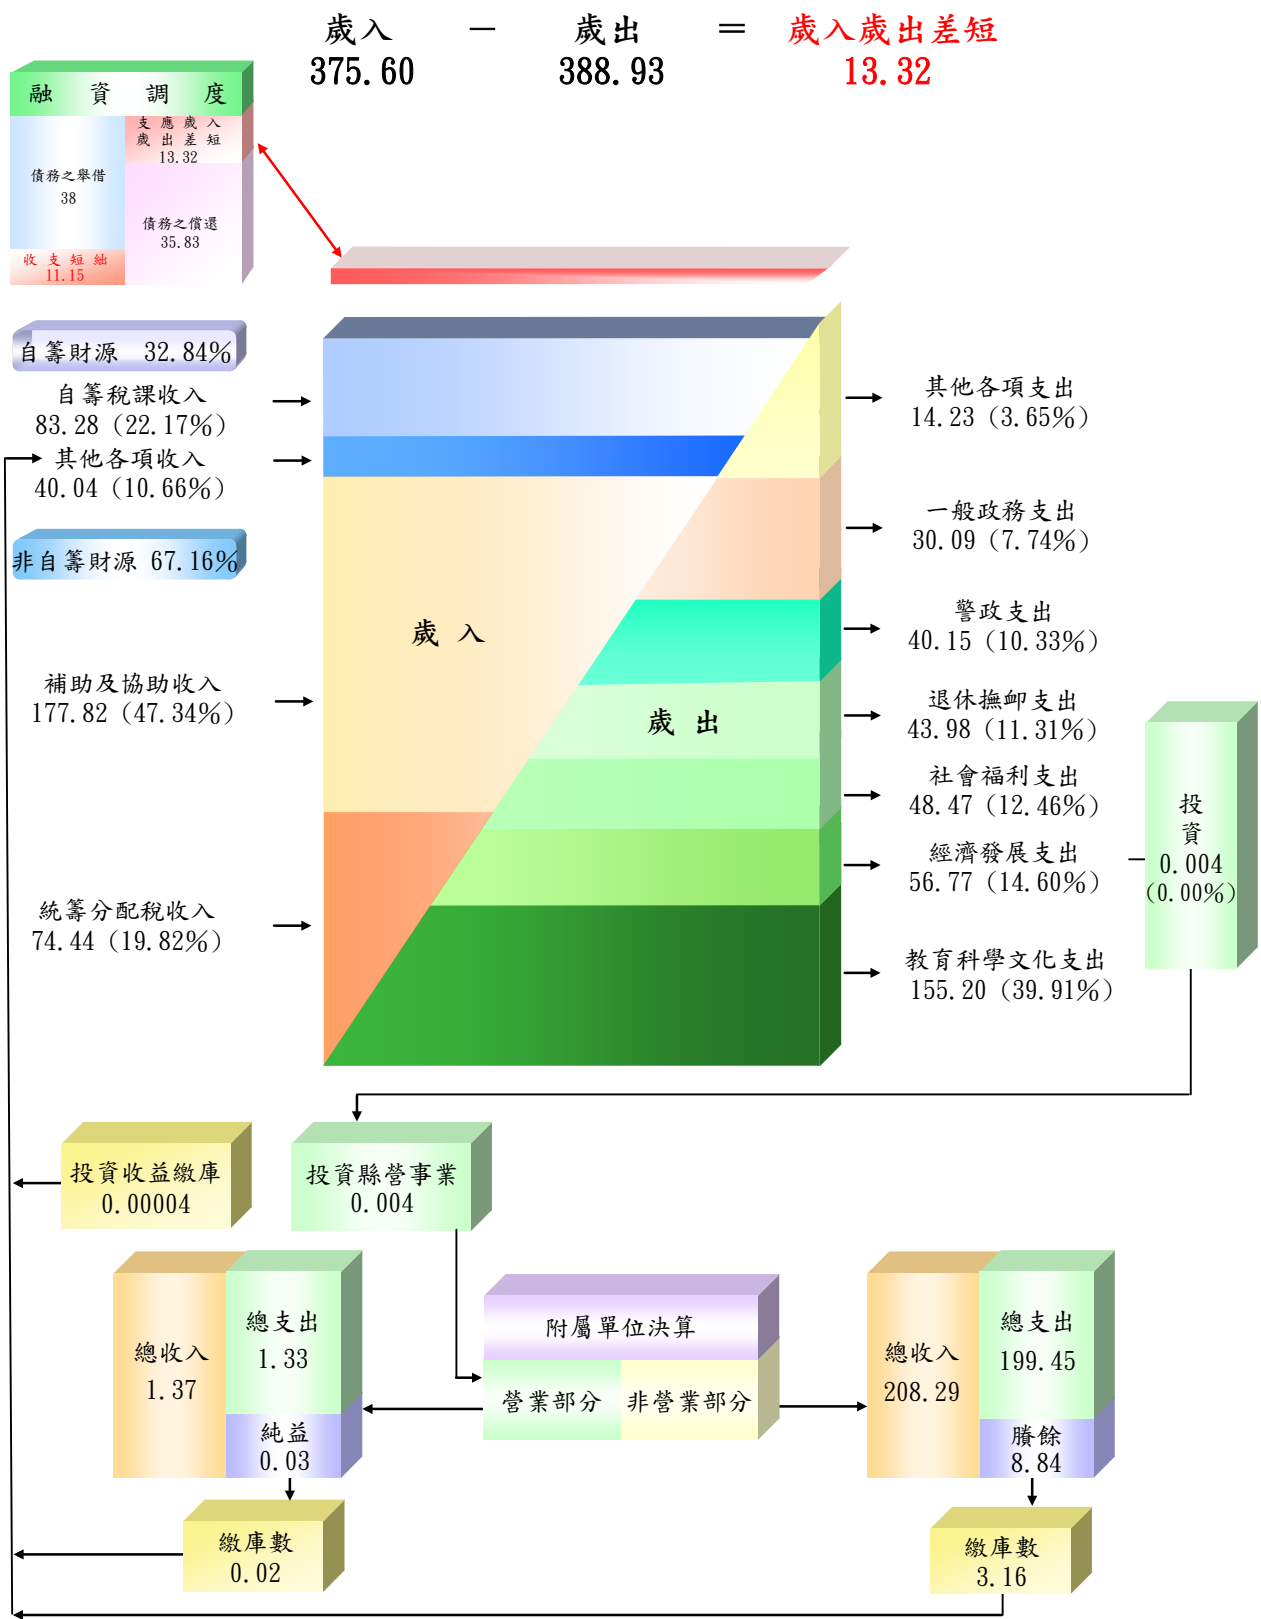 歲入 － 歲出 ＝ 歲入歲出差短
375.60 388.93 13.32
融資調度
支應歲入
歲出差短
13.32
債務之舉借
38
債務之償還
35.83
收支短絀
11.15
自籌財源 32.84%
自籌稅課收入
83.28 (22.17%)
其他各項收入
40.04 (10.66%)
非自籌財源 67.16%
補助及協助收入
177.82 (47.34%)
統籌分配稅收入
74.44 (19.82%)
歲入
歲出
其他各項支出
14.23 (3.65%)
一般政務支出
30.09 (7.74%)
警政支出
40.15 (10.33%)
退休撫卹支出
43.98 (11.31%)
社會福利支出
48.47 (12.46%)
經濟發展支出
56.77 (14.60%)
教育科學文化支出
155.20 (39.91%)
投
資
0.004
(0.00%)
投資收益繳庫
0.00004
投資縣營事業
0.004
總收入
1.37
總支出
1.33
純益
0.03
繳庫數
0.02
附屬單位決算
營業部分
非營業部分
總收入
208.29
總支出
199.45
賸餘
8.84
繳庫數
3.16